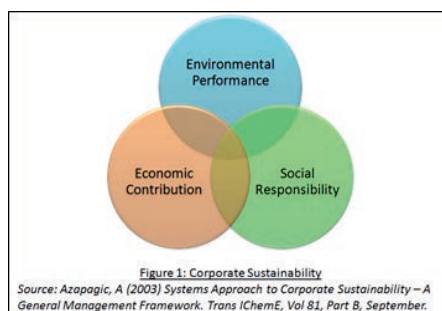 Environmental
Performance
Economic
Contribution
Social
Responsibility
Figure 1: Corporate Sustainability
Source: Azapagic, A (2003) Systems Approach to Corporate Sustainability – A
General Management Framework. Trans IChemE, Vol 81, Part B, September.